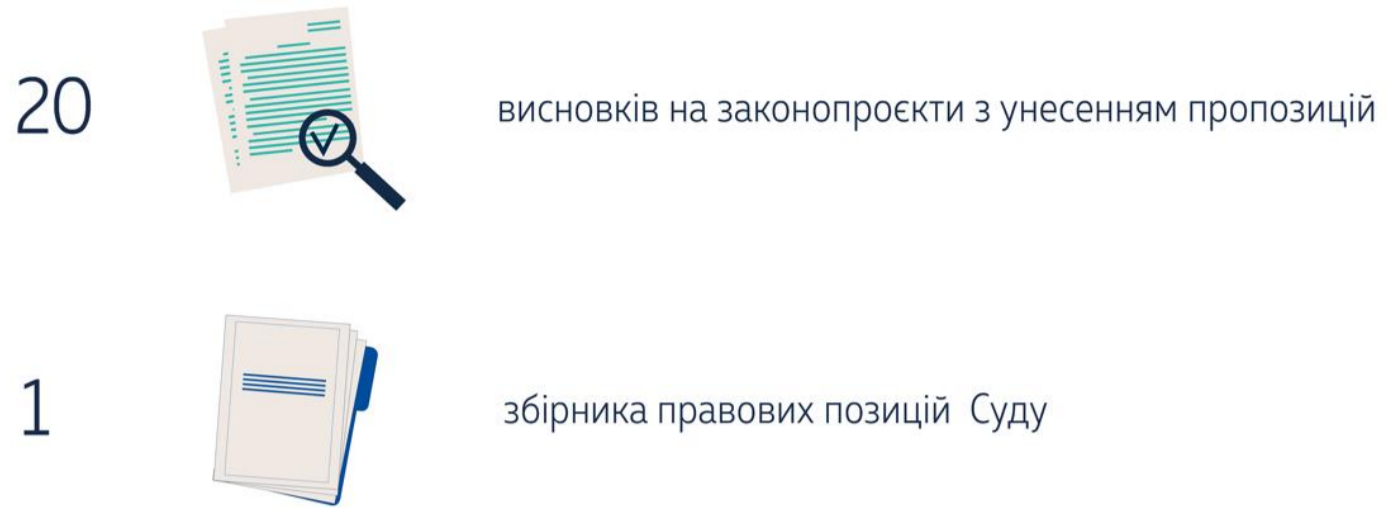 20
висновків на законопроєкти з унесенням пропозицій
1
збірника правових позицій Суду